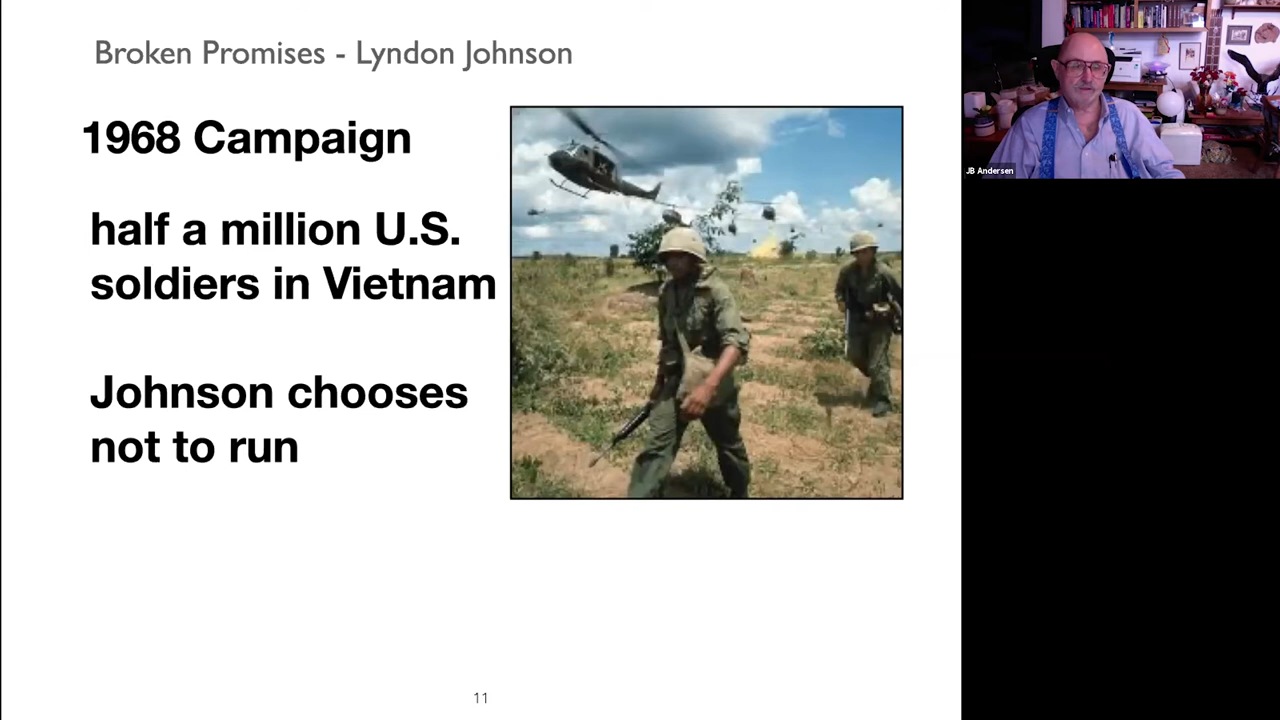 Broken Promises - Lyndon Johnson
1968 Campaign
half a million U.S.
soldiers in Vietnam
Johnson chooses
not to run
11
JB Andersen